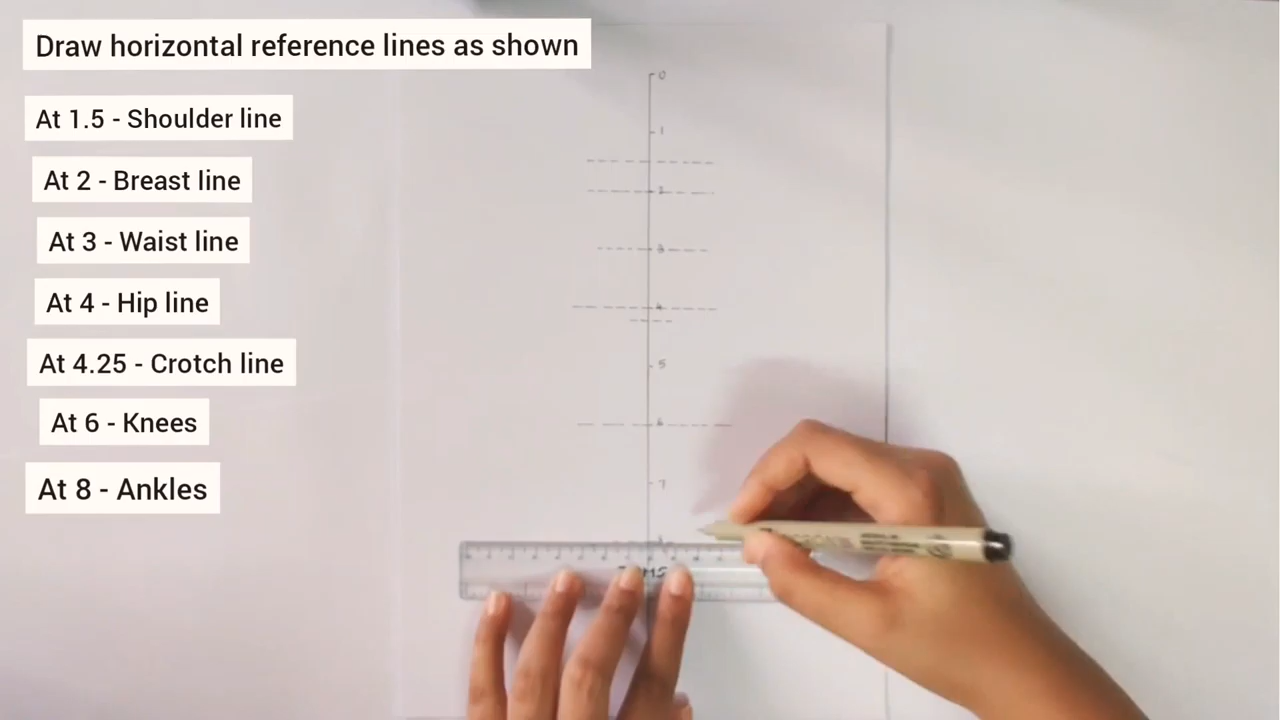 Draw horizontal reference lines as shown
At 1.5 - Shoulder line
At 2 - Breast line
At 3 - Waist line
At 4 - Hip line
At 4.25 - Crotch line
At 6 - Knees
At 8 - Ankles
0
1
2
3
4
5
6
7